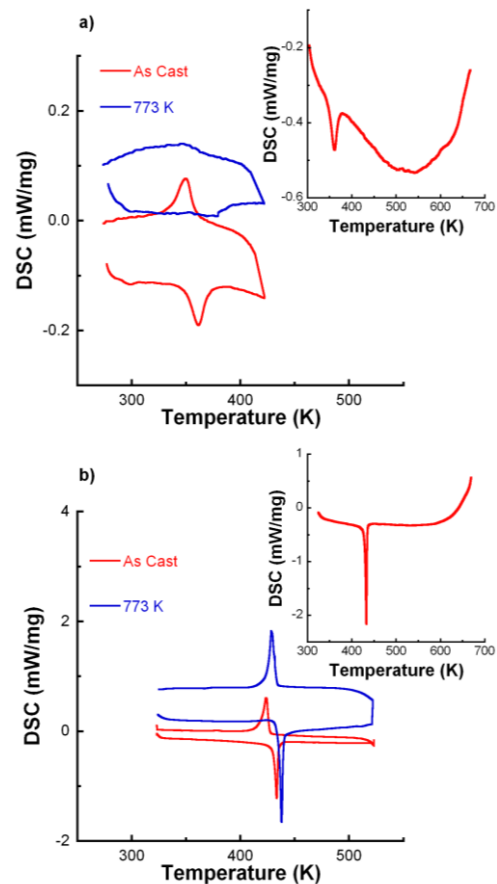 a)
As Cast
773 K
DSC (mW/mg)
0.2
0.0
-0.2
300 400 500
Temperature (K)
DSC (mW/mg)
-0.2
-0.4
-0.6
300 400 500 600 700
Temperature (K)
b)
As Cast
773 K
DSC (mW/mg)
4
2
0
-2
300 400 500
Temperature (K)
DSC (mW/mg)
1
0
-1
-2
300 400 500 600 700
Temperature (K)